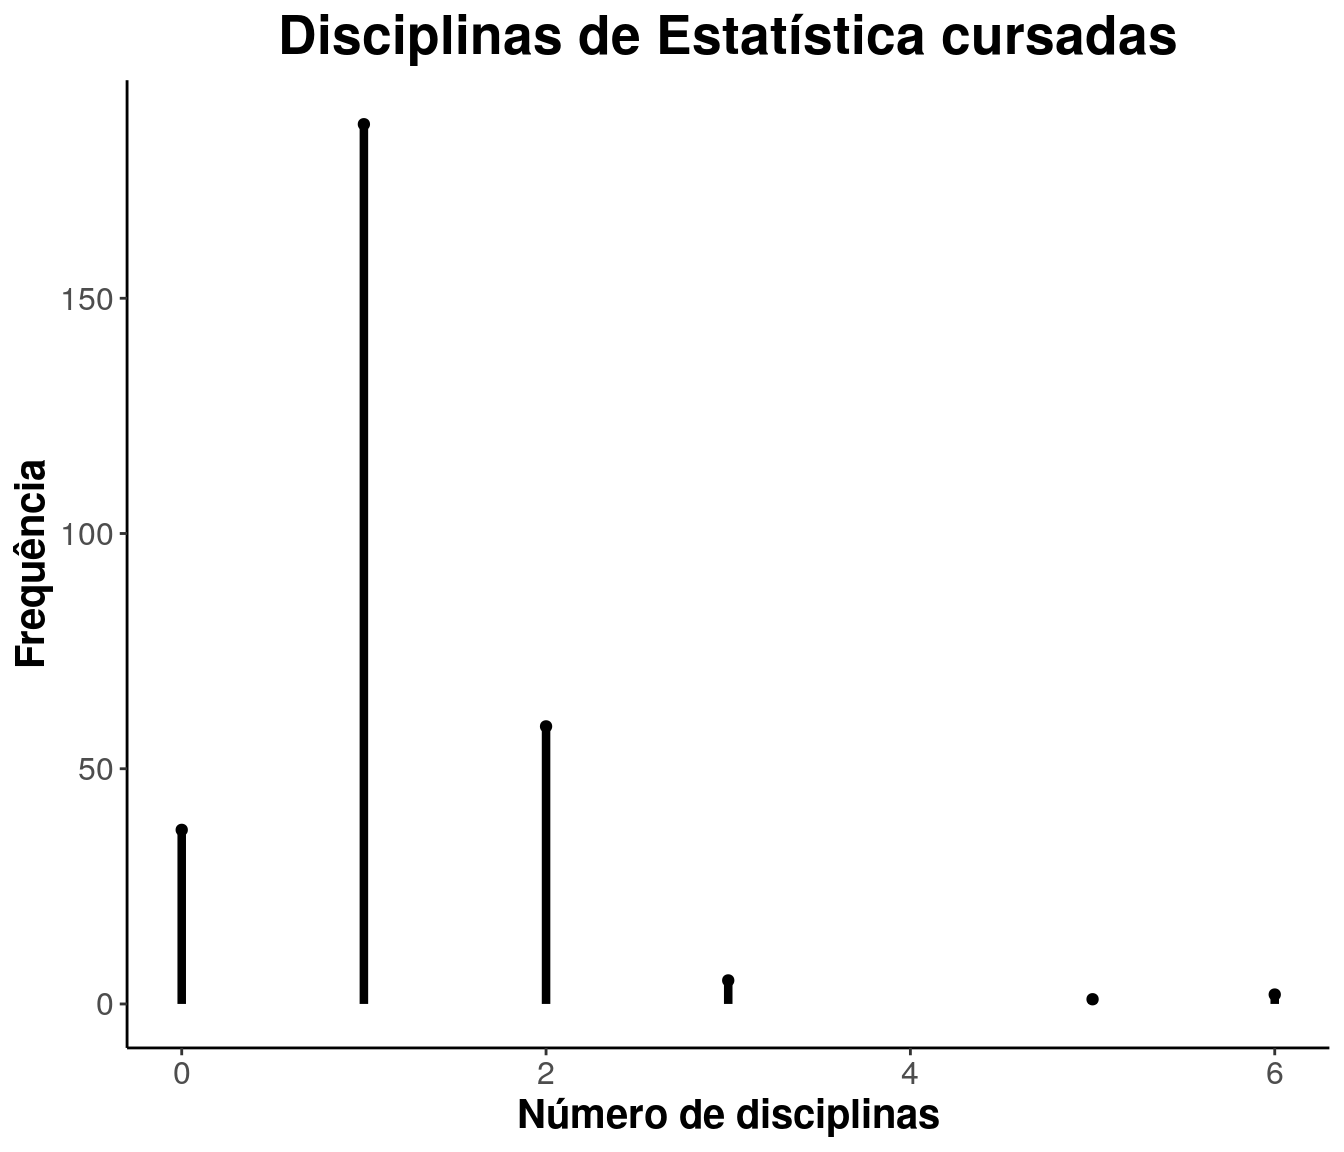 Disciplinas de Estatística cursadas
Frequência
150
100
50
0
0 2 4 6
Número de disciplinas